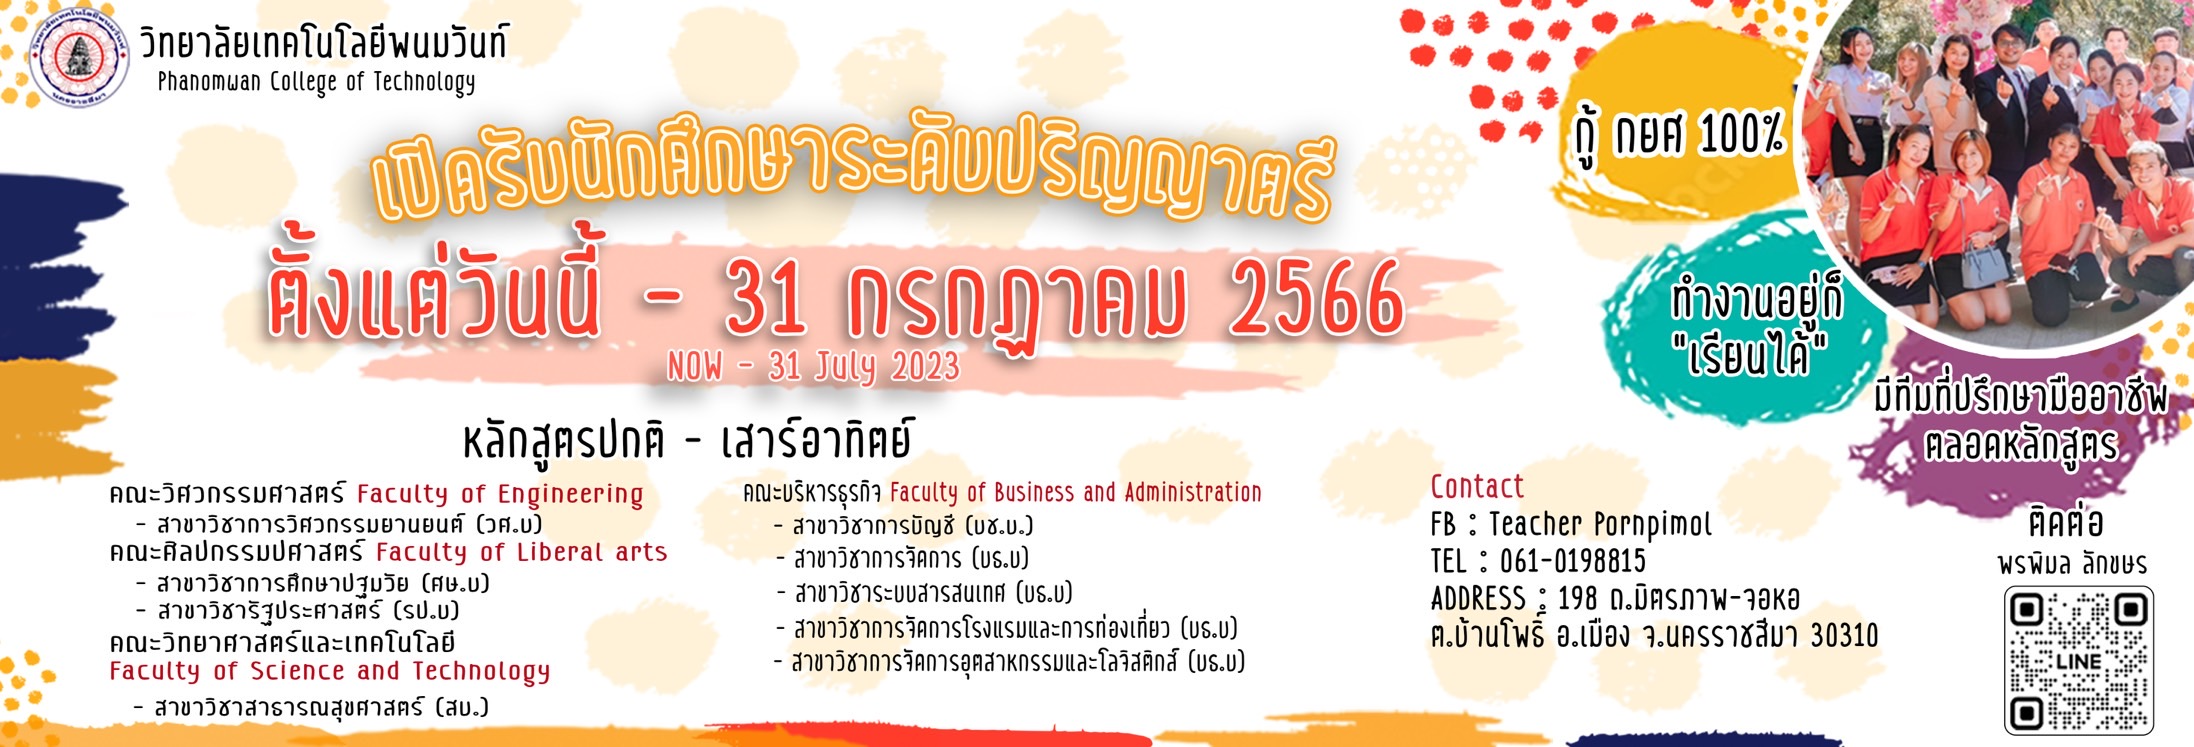 วิทยาลัยเทคโนโลยีพนมวันท์
Phanomwan College of Technology
เปิดรับนักศึกษาระดับปริญญาตรี
ตั้งแต่วันนี้ - 31 กรกฎาคม 2566
NOW - 31 July 2023
กู้ กยศ 100%
ทำงานอยู่ก็
"เรียนได้"
มีทีมที่ปรึกษามืออาชีพ
ตลอดหลักสูตร
หลักสูตรปกติ - เสาร์อาทิตย์
คณะวิศวกรรมศาสตร์ Faculty of Engineering
- สาขาวิชาการวิศวกรรมยานยนต์ (วศ.บ)
คณะศิลปกรรมปศาสตร์ Faculty of Liberal arts
- สาขาวิชาการศึกษาปฐมวัย (ศษ.บ)
- สาขาวิชารัฐประศาสตร์ (รป.บ)
คณะวิทยาศาสตร์และเทคโนโลยี
Faculty of Science and Technology
- สาขาวิชาสาธารณสุขศาสตร์ (สบ.)
คณะบริหารธุรกิจ Faculty of Business and Administration
- สาขาวิชาการบัญชี (บช.บ.)
- สาขาวิชาการจัดการ (บธ.บ)
- สาขาวิชาระบบสารสนเทศ (บธ.บ)
- สาขาวิชาการจัดการโรงแรมและการท่องเที่ยว (บธ.บ)
- สาขาวิชาการจัดการอุตสาหกรรมและโลจิสติกส์ (บธ.บ)
Contact
FB : Teacher Pornpimol
TEL : 061-0198815
ADDRESS : 198 ถ.มิตรภาพ-จอหอ
ต.บ้านโพธิ์ อ.เมือง จ.นครราชสีมา 30310
ติดต่อ
พรพิมล ลักขษร
LINE